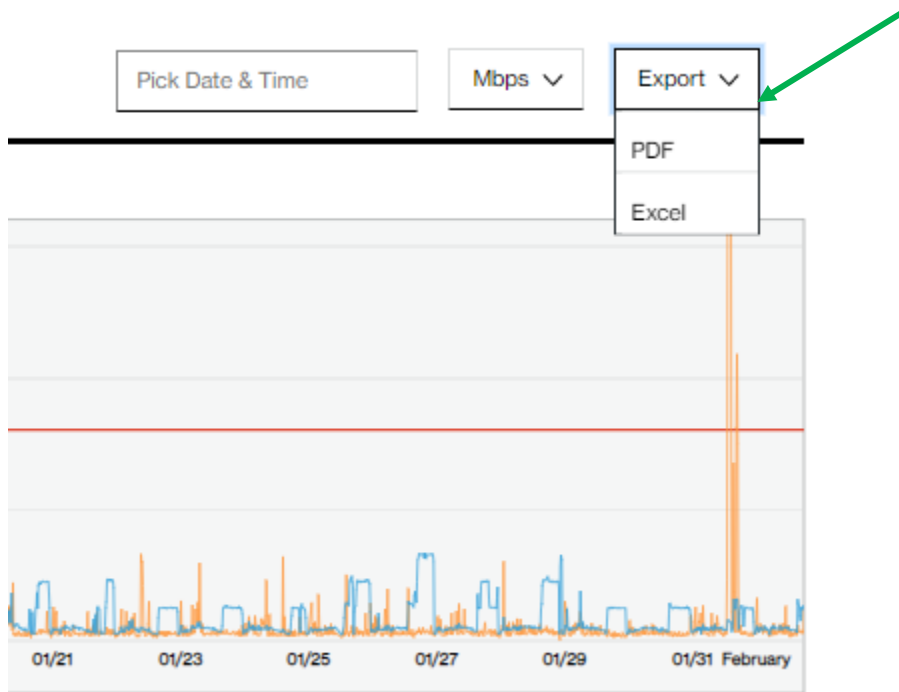 Pick Date & Time
Mbps
Export
PDF
Excel
01/21 01/23 01/25 01/27 01/29 01/31 February